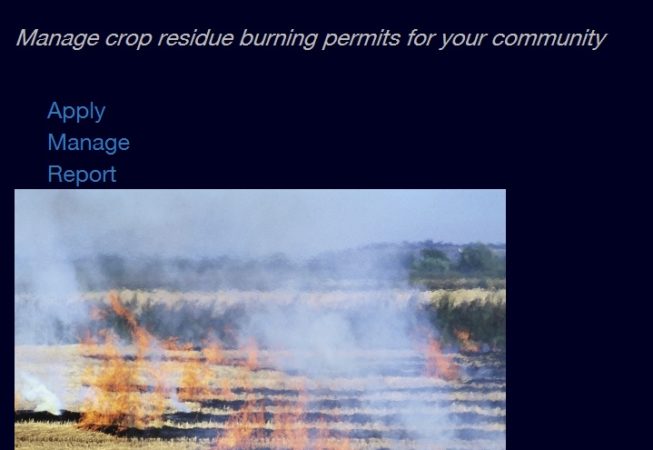 Manage crop residue burning permits for your community
Apply
Manage
Report